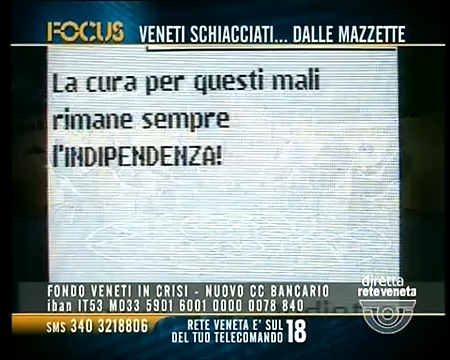 FOCUS VENETI SCHIACCIATI... DALLE MAZZETTE
La cura per questi mali
rimane sempre
l'INDIPENDENZA!
FONDO VENETI IN CRISI - NUOVO CC BANCARIO
iban IT53 M033 5901 6001 0000 0078 840
diretta
reteveneta
SMS 340 3218806
RETE VENETA E' SUL
DEL TUO TELECOMANDO 18